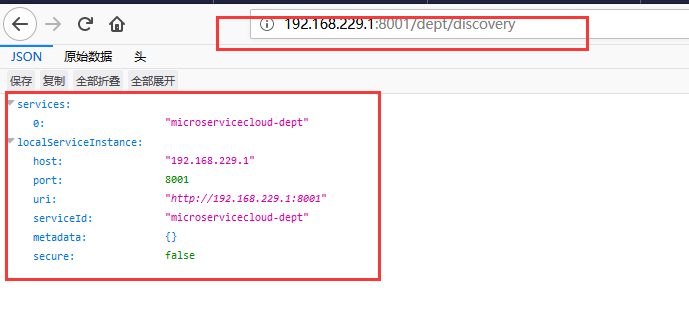 192.168.229.1:8001/dept/discovery
JSON 原始数据 头
保存 复制 全部折叠 全部展开
services:
0: "microservicecloud-dept"
localServiceInstance:
host: "192.168.229.1"
port: 8001
uri: "http://192.168.229.1:8001"
serviceId: "microservicecloud-dept"
metadata: {}
secure: false